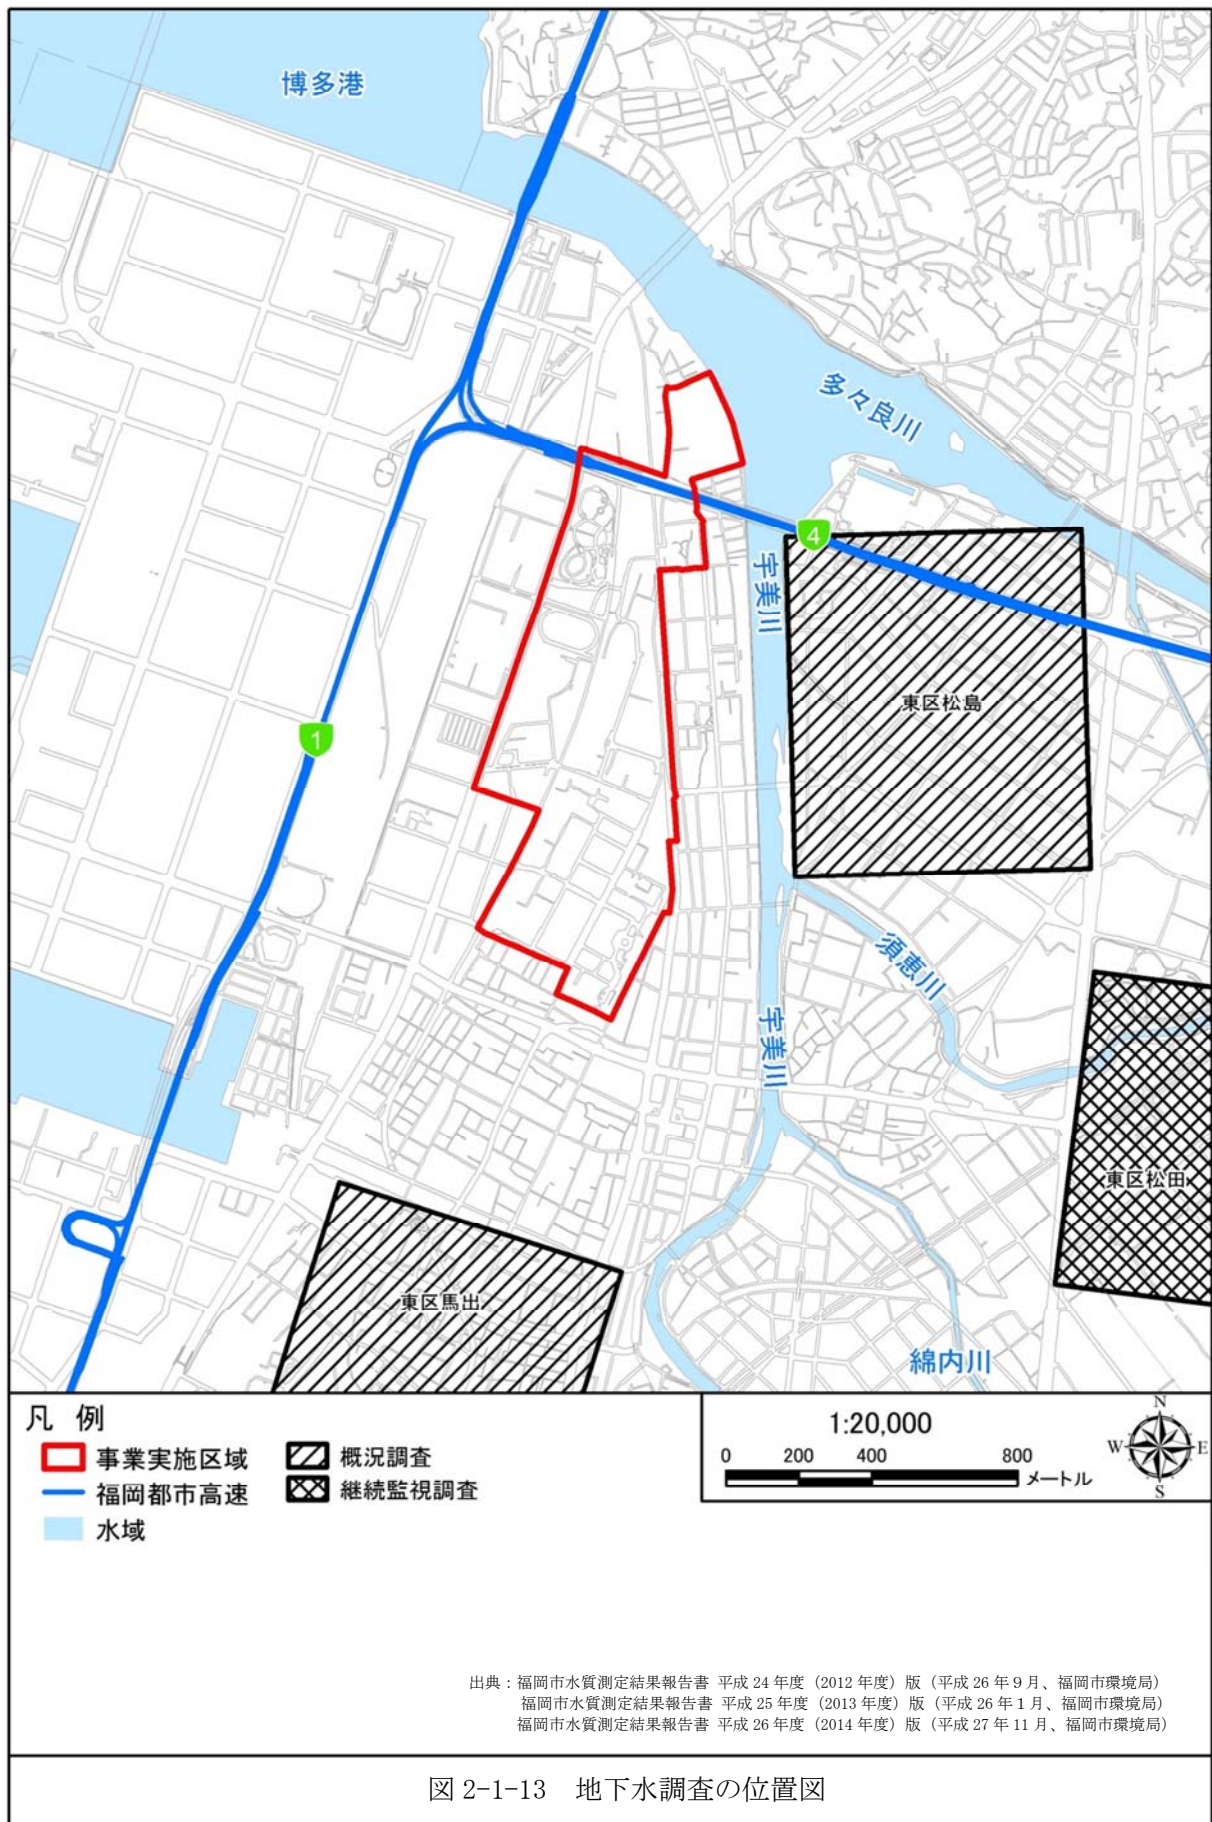 博多港
多々良川
4
宇美川
東区松島
1
須恵川
宇美川
東区松田
東区馬出
綿内川
凡 例
事業実施区域
福岡都市高速
水域
概況調査
継続監視調査
1:20,000
0 200 400 800
メートル
N
W E
S
出典：福岡市水質測定結果報告書 平成 24 年度（2012 年度）版（平成 26 年９月、福岡市環境局）
福岡市水質測定結果報告書 平成 25 年度（2013 年度）版（平成 26 年１月、福岡市環境局）
福岡市水質測定結果報告書 平成 26 年度（2014 年度）版（平成 27 年 11 月、福岡市環境局）
図 2-1-13 地下水調査の位置図